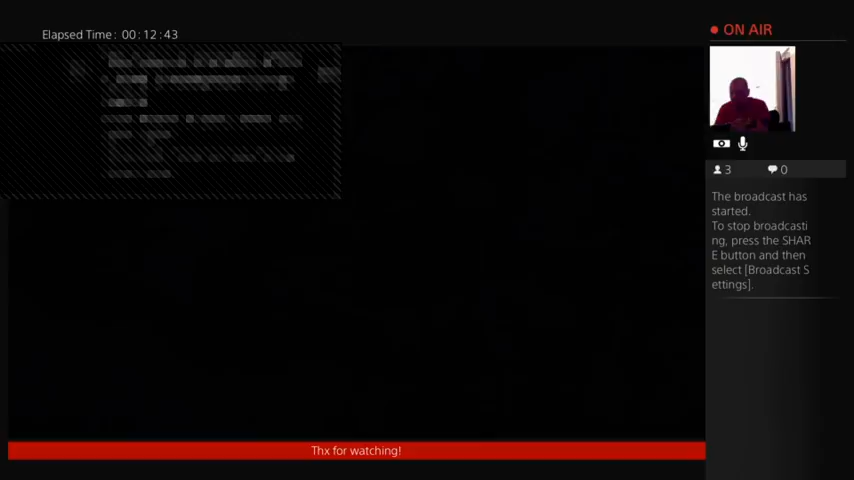 Elapsed Time: 00:12:43
ON AIR
3 0
The broadcast has
started.
To stop broadcasti
ng, press the SHAR
E button and then
select [Broadcast S
ettings].
Thx for watching!